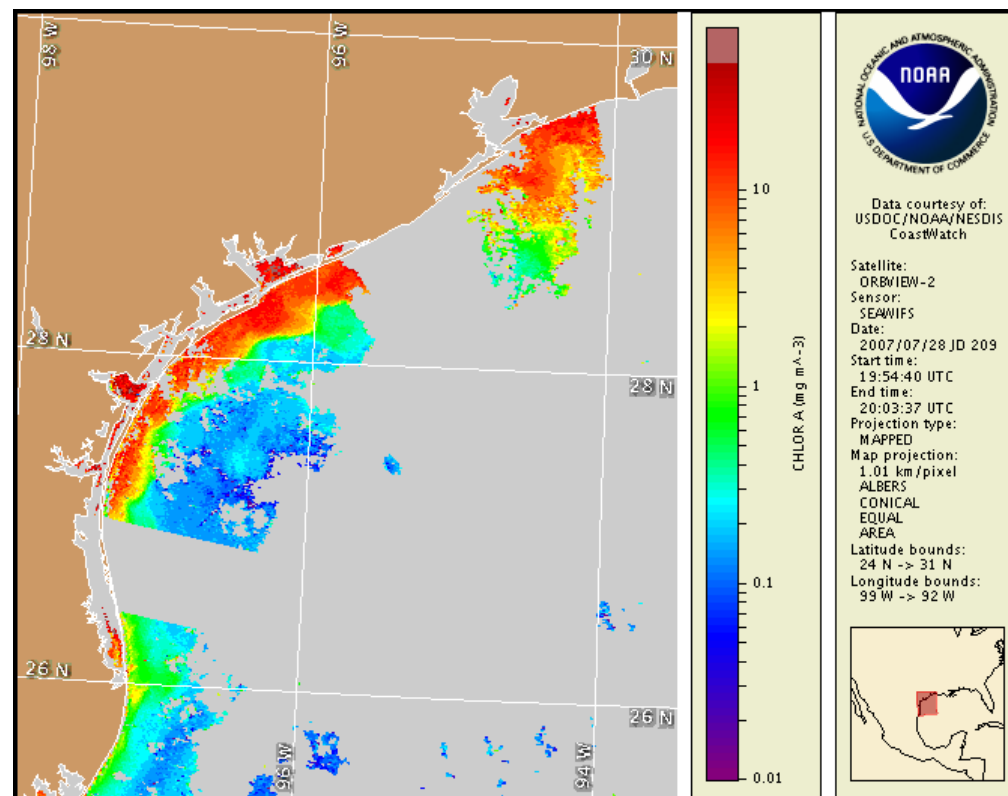 98 W
96 W
30 N
28 N
28 N
26 N
26 N
96 W
94 W
10
1
0.1
0.01
CHLOR A (mg m^-3)
NATIONAL OCEANIC AND ATMOSPHERIC ADMINISTRATION
NOAA
U.S. DEPARTMENT OF COMMERCE
Data courtesy of:
USDOC/NOAA/NESDIS
CoastWatch
Satellite:
ORBVIEW-2
Sensor:
SEAWIFS
Date:
2007/07/28 JD 209
Start time:
19:54:40 UTC
End time:
20:03:37 UTC
Projection type:
MAPPED
Map projection:
1.01 km/pixel
ALBERS
CONICAL
EQUAL
AREA
Latitude bounds:
24 N -> 31 N
Longitude bounds:
99 W -> 92 W